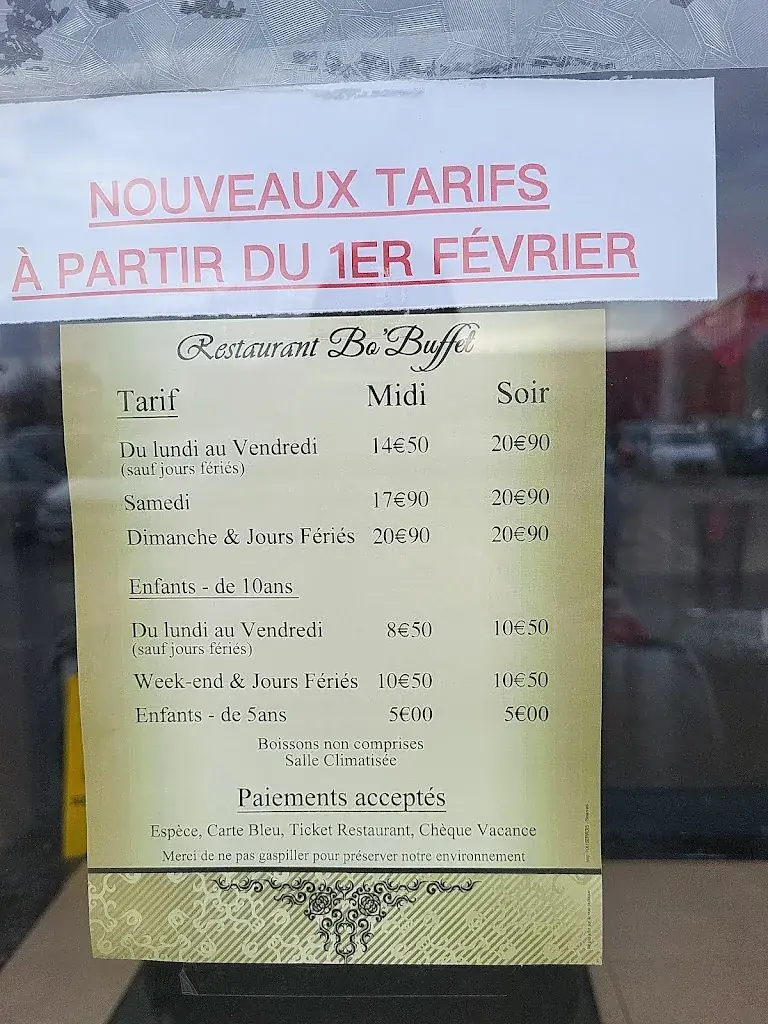 NOUVEAUX TARIFS
À PARTIR DU 1ER FÉVRIER
Restaurant Bo'Buffet
Tarif Midi Soir
Du lundi au Vendredi 14€50 20€90
(sauf jours fériés)
Samedi 17€90 20€90
Dimanche & Jours Fériés 20€90 20€90
Enfants - de 10ans
Du lundi au Vendredi 8€50 10€50
(sauf jours fériés)
Week-end & Jours Fériés 10€50 10€50
Enfants - de 5ans 5€00 5€00
Boissons non comprises
Salle Climatisée
Paiements acceptés
Espèce, Carte Bleu, Ticket Restaurant, Chèque Vacance
Merci de ne pas gaspiller pour préserver notre environnement